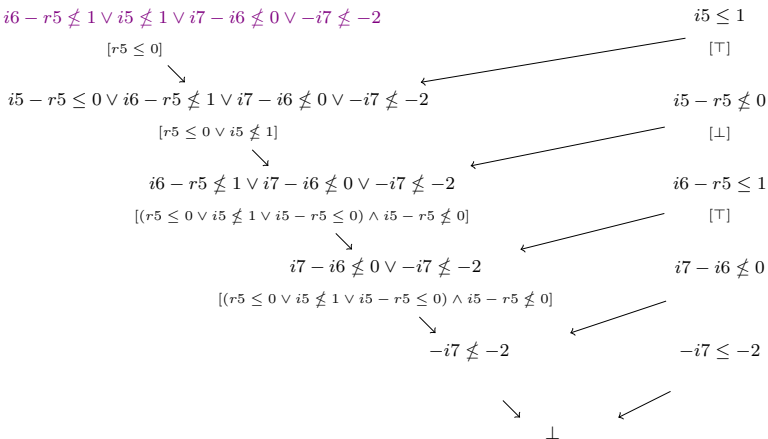 i6 − r5 ≰ 1 ∨ i5 ≰ 1 ∨ i7 − i6 ≰ 0 ∨ −i7 ≰ −2
i5 ≤ 1
[r5 ≤ 0]
[⊤]
i5 − r5 ≤ 0 ∨ i6 − r5 ≰ 1 ∨ i7 − i6 ≰ 0 ∨ −i7 ≰ −2
i5 − r5 ≰ 0
[r5 ≤ 0 ∨ i5 ≰ 1]
[⊥]
i6 − r5 ≰ 1 ∨ i7 − i6 ≰ 0 ∨ −i7 ≰ −2
i6 − r5 ≤ 1
[(r5 ≤ 0 ∨ i5 ≰ 1 ∨ i5 − r5 ≤ 0) ∧ i5 − r5 ≰ 0]
[⊤]
i7 − i6 ≰ 0 ∨ −i7 ≰ −2
i7 − i6 ≰ 0
[(r5 ≤ 0 ∨ i5 ≰ 1 ∨ i5 − r5 ≤ 0) ∧ i5 − r5 ≰ 0]
−i7 ≰ −2
−i7 ≤ −2
⊥